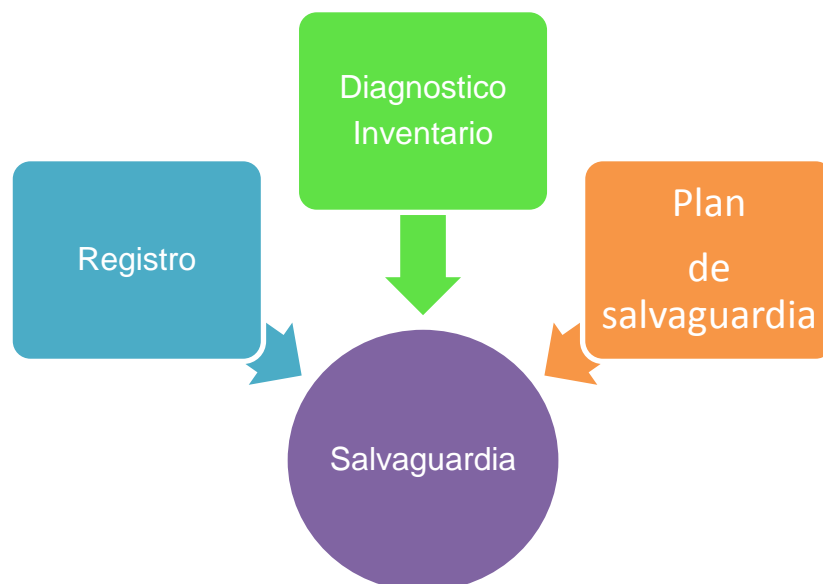 Diagnostico
Inventario
Registro
Plan
de
salvaguardia
Salvaguardia